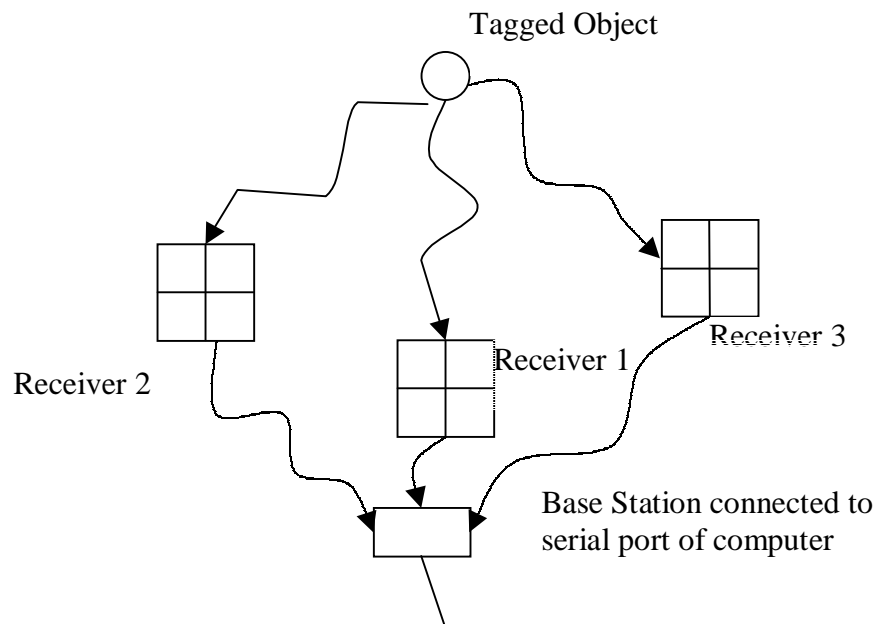 Tagged Object
Receiver 3
Receiver 1
Receiver 2
Base Station connected to
serial port of computer